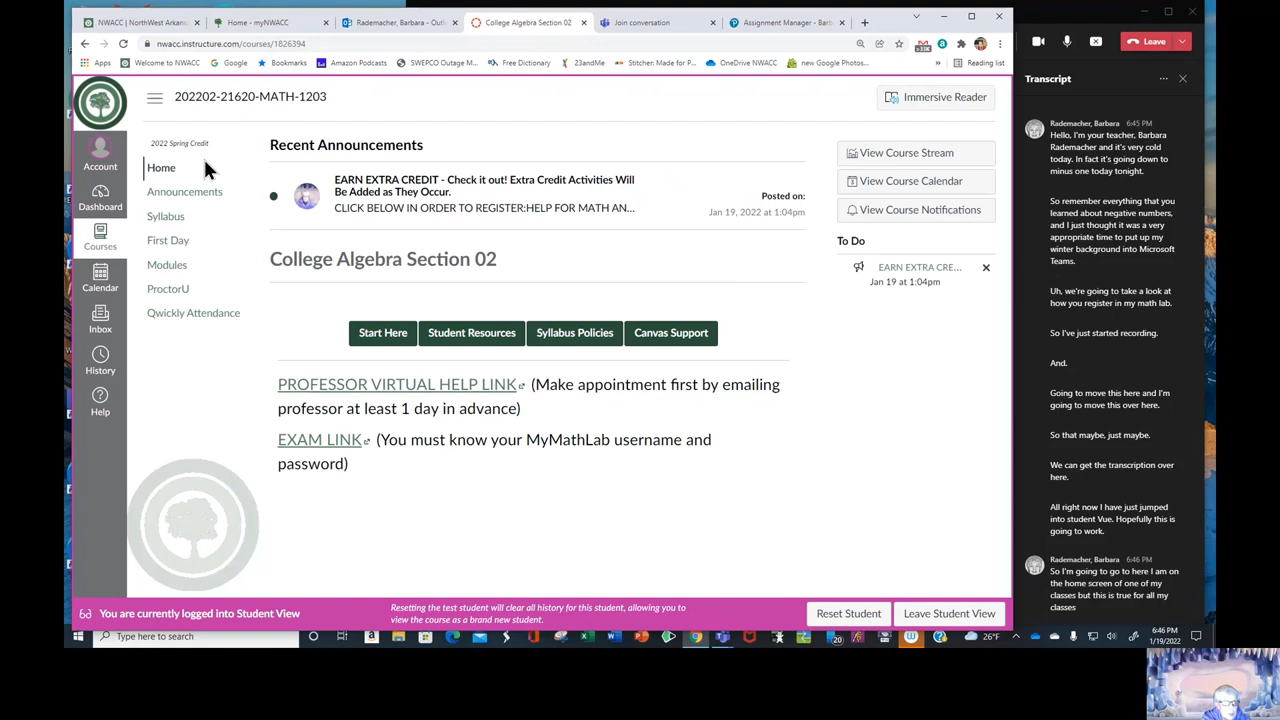 NWACC | NorthWest Arkans
Home - myNWACC
Rademacher, Barbara - Outl
College Algebra Section 02
Join conversation
Assignment Manager - Barb
nwacc.instructure.com/courses/1826394
Apps
Welcome to NWACC
Google
Bookmarks
Amazon Podcasts
SWEPCO Outage M...
Free Dictionary
23andMe
Stitcher: Made for P...
OneDrive NWACC
new Google Photos...
»
Reading list
202202-21620-MATH-1203
Immersive Reader
Account
Dashboard
Courses
Calendar
Inbox
History
Help
2022 Spring Credit
Home
Announcements
Syllabus
First Day
Modules
ProctorU
Qwickly Attendance
Recent Announcements
EARN EXTRA CREDIT - Check it out! Extra Credit Activities Will
Be Added as They Occur.
CLICK BELOW IN ORDER TO REGISTER:HELP FOR MATH AN...
Posted on:
Jan 19, 2022 at 1:04pm
College Algebra Section 02
Start Here
Student Resources
Syllabus Policies
Canvas Support
PROFESSOR VIRTUAL HELP LINK (Make appointment first by emailing
professor at least 1 day in advance)
EXAM LINK (You must know your MyMathLab username and
password)
View Course Stream
View Course Calendar
View Course Notifications
To Do
EARN EXTRA CRE...
Jan 19 at 1:04pm
You are currently logged into Student View
Resetting the test student will clear all history for this student, allowing you to
view the course as a brand new student.
Reset Student
Leave Student View
Type here to search
20
26°F
6:46 PM
1/19/2022
Leave
Transcript
Rademacher, Barbara 6:45 PM
Hello, I'm your teacher, Barbara
Rademacher and it's very cold
today. In fact it's going down to
minus one today tonight.
So remember everything that you
learned about negative numbers,
and I just thought it was a very
appropriate time to put up my
winter background into Microsoft
Teams.
Uh, we're going to take a look at
how you register in my math lab.
So I've just started recording.
And.
Going to move this here and I'm
going to move this over here.
So that maybe, just maybe.
We can get the transcription over
here.
All right now I have just jumped
into student Vue. Hopefully this is
going to work.
Rademacher, Barbara 6:46 PM
So I'm going to go to here I am on
the home screen of one of my
classes but this is true for all my
classes